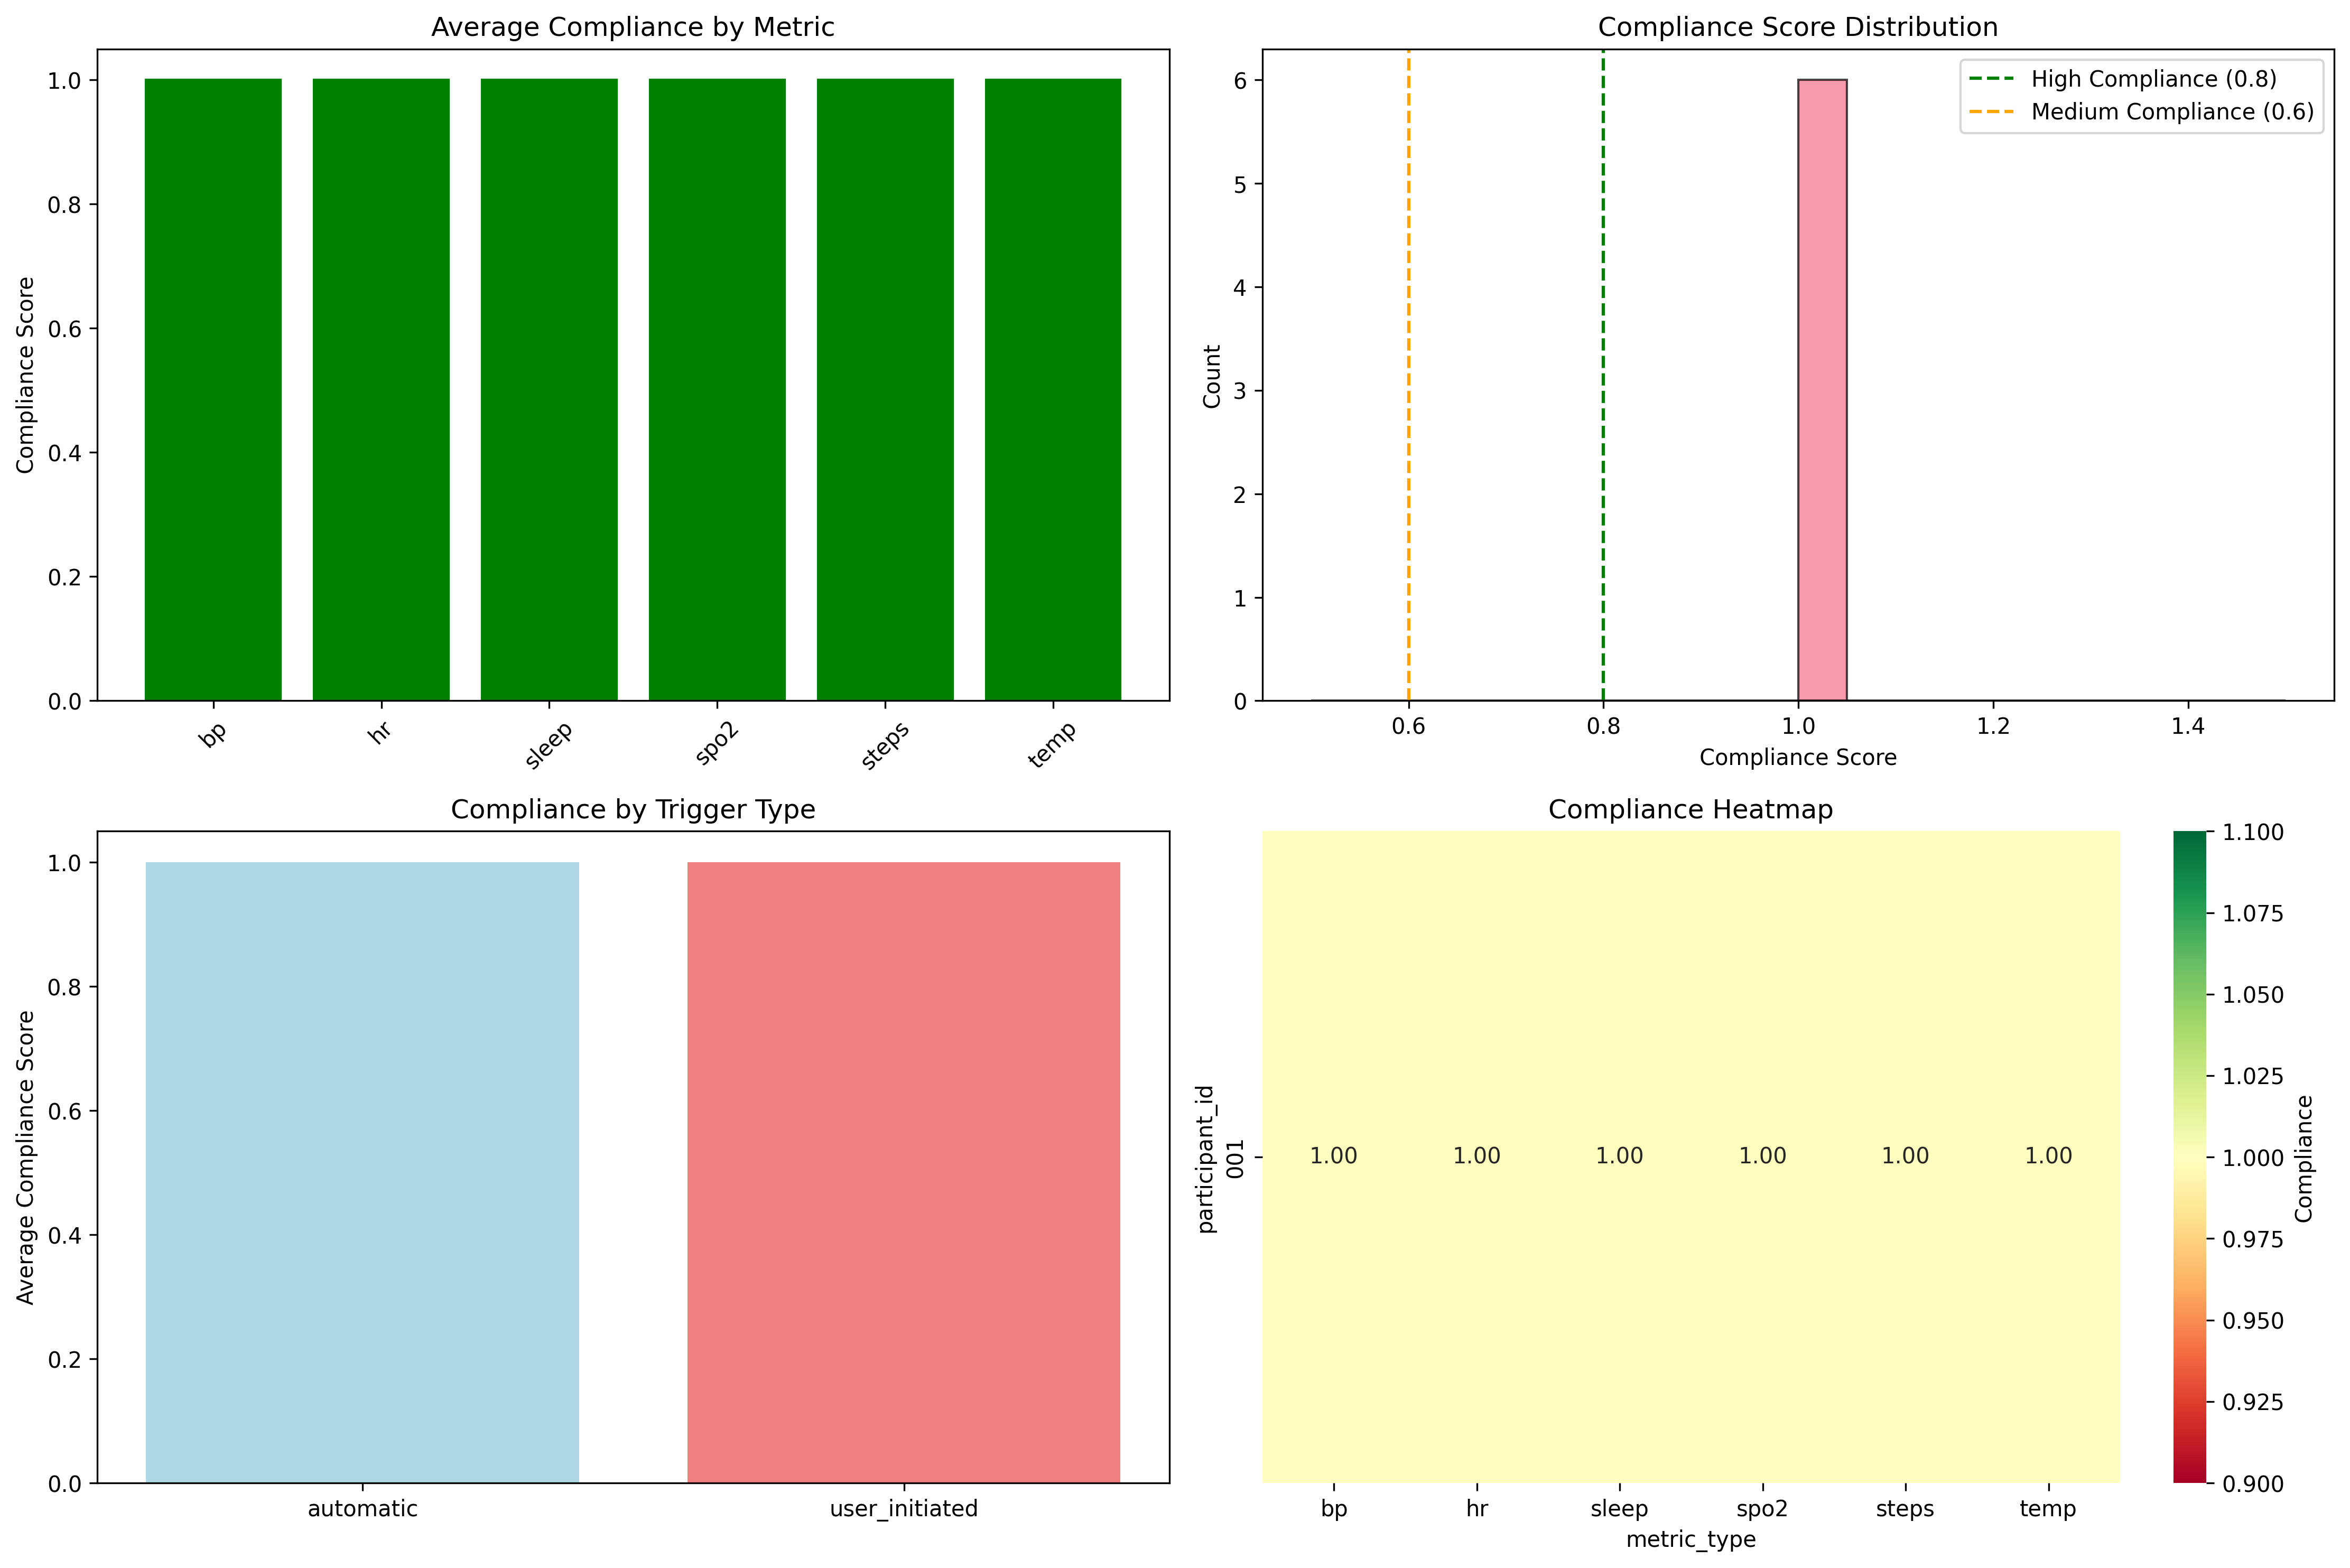 Average Compliance by Metric
Compliance Score
1.0
0.8
0.6
0.4
0.2
0.0
bp
hr
sleep
spo2
steps
temp
Compliance Score Distribution
High Compliance (0.8)
Medium Compliance (0.6)
Count
6
5
4
3
2
1
0
0.6
0.8
1.0
1.2
1.4
Compliance Score
Compliance by Trigger Type
Average Compliance Score
1.0
0.8
0.6
0.4
0.2
0.0
automatic
user_initiated
Compliance Heatmap
participant_id
001
1.00 1.00 1.00 1.00 1.00 1.00
bp
hr
sleep
spo2
steps
temp
metric_type
1.100
1.075
1.050
1.025
1.000
0.975
0.950
0.925
0.900
Compliance